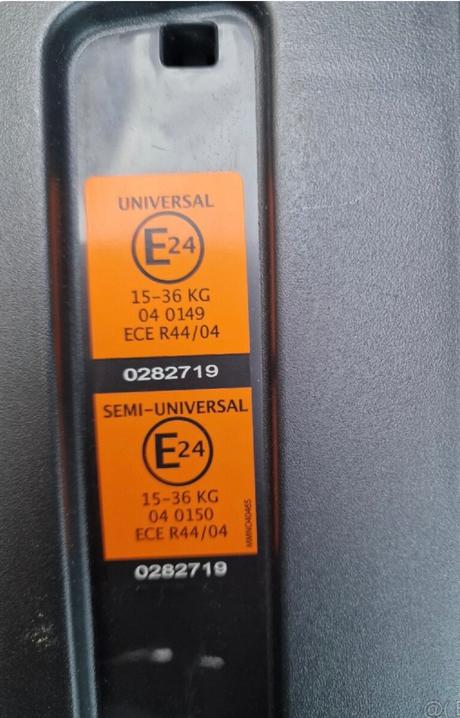 UNIVERSAL
E24
15-36 KG
04 0149
ECE R44/04
0282719
SEMI-UNIVERSAL
E24
15-36 KG
04 0150
ECE R44/04
0282719